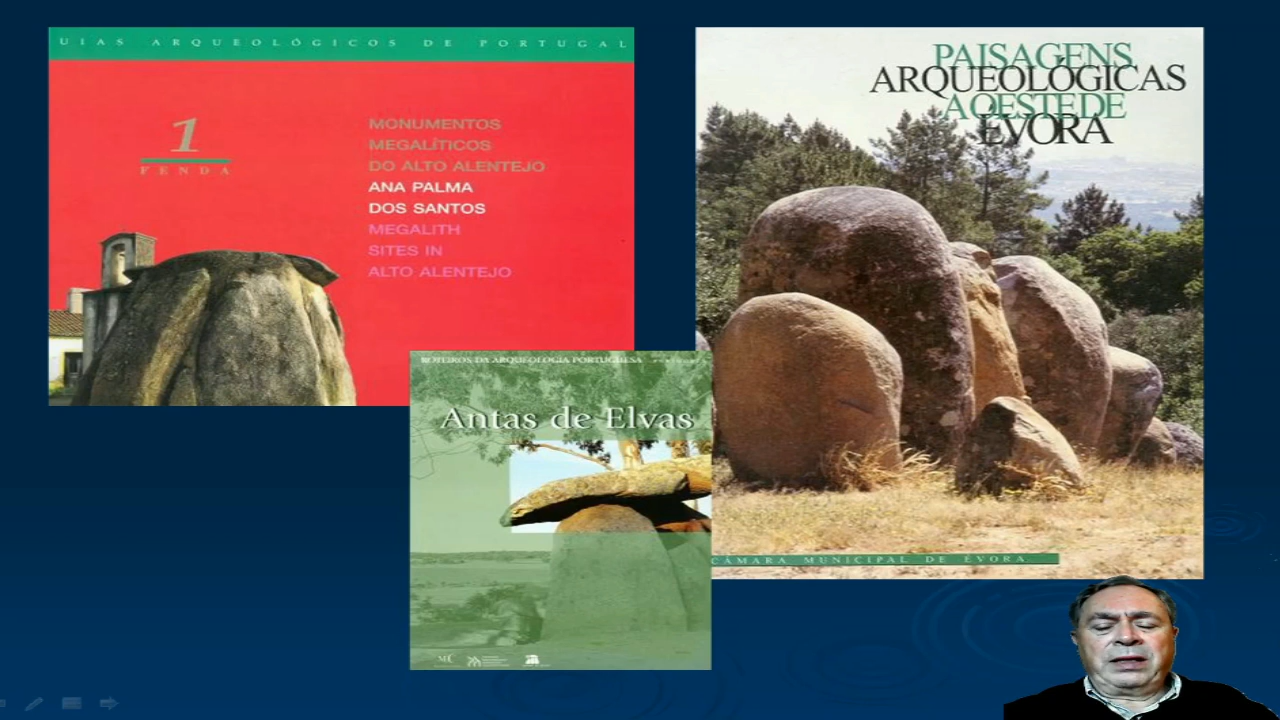 UIAS ARQUEOLÓGICOS DE PORTUGAL
1
FENDA
MONUMENTOS
MEGALÍTICOS
DO ALTO ALENTEJO
ANA PALMA
DOS SANTOS
MEGALITH
SITES IN
ALTO ALENTEJO
PAISAGENS
ARQUEOLÓGICAS
A OESTE DE
ÉVORA
CÂMARA MUNICIPAL DE ÉVORA
ROTEIROS DA ARQUEOLOGIA PORTUGUESA
Antas de Elvas